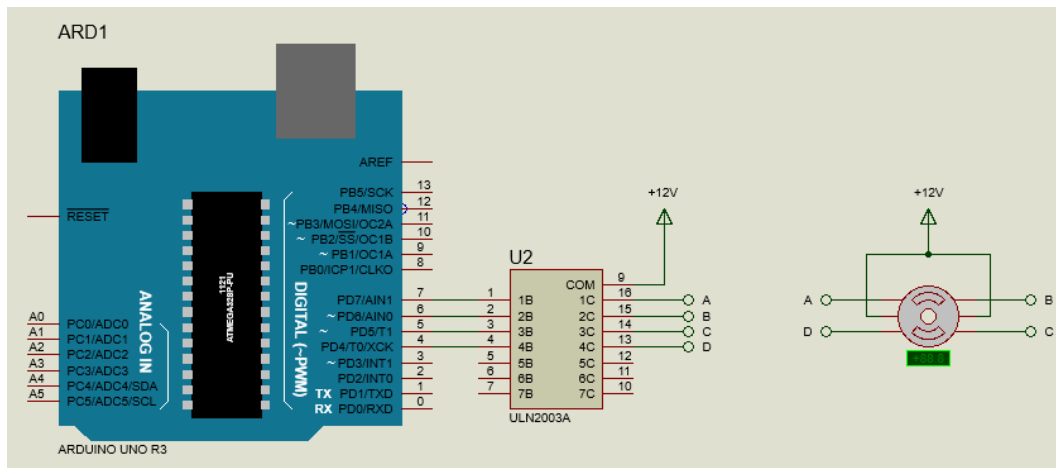 ARD1
AREF
PB5/SCK 13
PB4/MISO 12
~PB3/MOSI/OC2A 11
~ PB2/SS/OC1B 10
~ PB1/OC1A 9
PB0/ICP1/CLKO 8
RESET
1121
ATMEGA328P-PU
DIGITAL (~PWM)
ANALOG IN
PD7/AIN1 7
~ PD6/AIN0 6
~ PD5/T1 5
PD4/T0/XCK 4
~ PD3/INT1 3
PD2/INT0 2
TX PD1/TXD 1
RX PD0/RXD 0
A0 PC0/ADC0
A1 PC1/ADC1
A2 PC2/ADC2
A3 PC3/ADC3
A4 PC4/ADC4/SDA
A5 PC5/ADC5/SCL
ARDUINO UNO R3
U2
+12V
COM 9
1 1B 1C 16 A
2 2B 2C 15 B
3 3B 3C 14 C
4 4B 4C 13 D
5 5B 5C 12
6 6B 6C 11
7 7B 7C 10
ULN2003A
+12V
A B
D C
+88.8